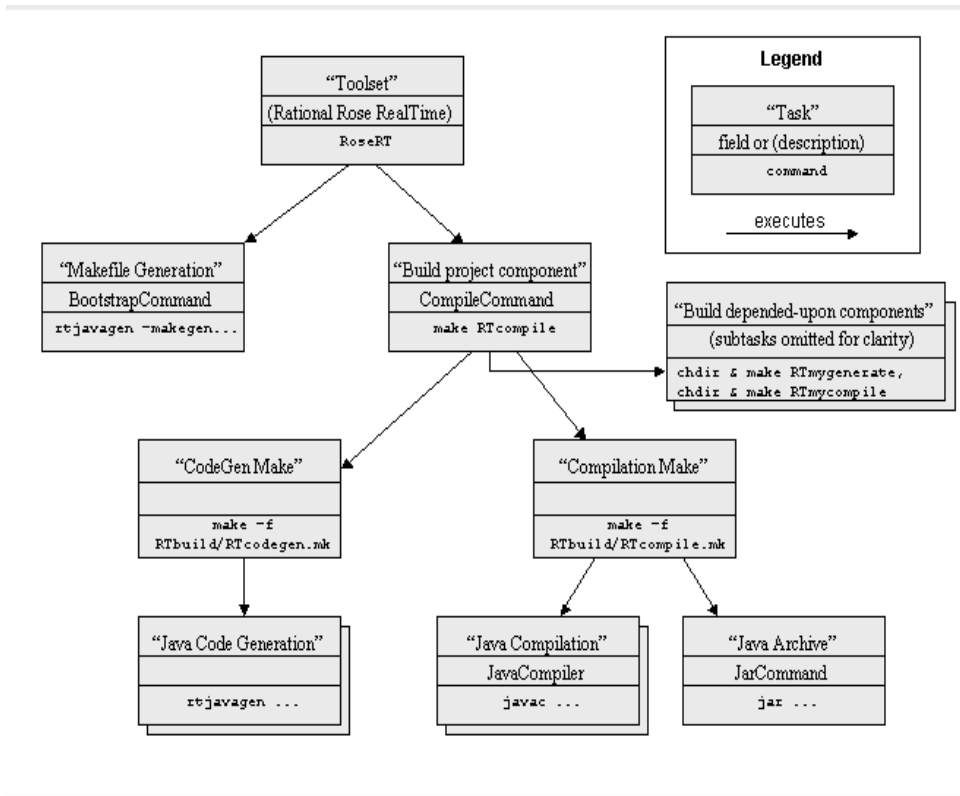 Legend
“Task”
field or (description)
command
executes
“Toolset”
(Rational Rose RealTime)
RoseRT
“Makefile Generation”
BootstrapCommand
rtjavagen -makegen...
“Build project component”
CompileCommand
make RTcompile
“Build depended-upon components”
(subtasks omitted for clarity)
chdir & make RTmygenerate,
chdir & make RTmycompile
“CodeGen Make”
make -f
RTbuild/RTcodegen.mk
“Compilation Make”
make -f
RTbuild/RTcompile.mk
“Java Code Generation”
rtjavagen ...
“Java Compilation”
JavaCompiler
javac ...
“Java Archive”
JarCommand
jar ...